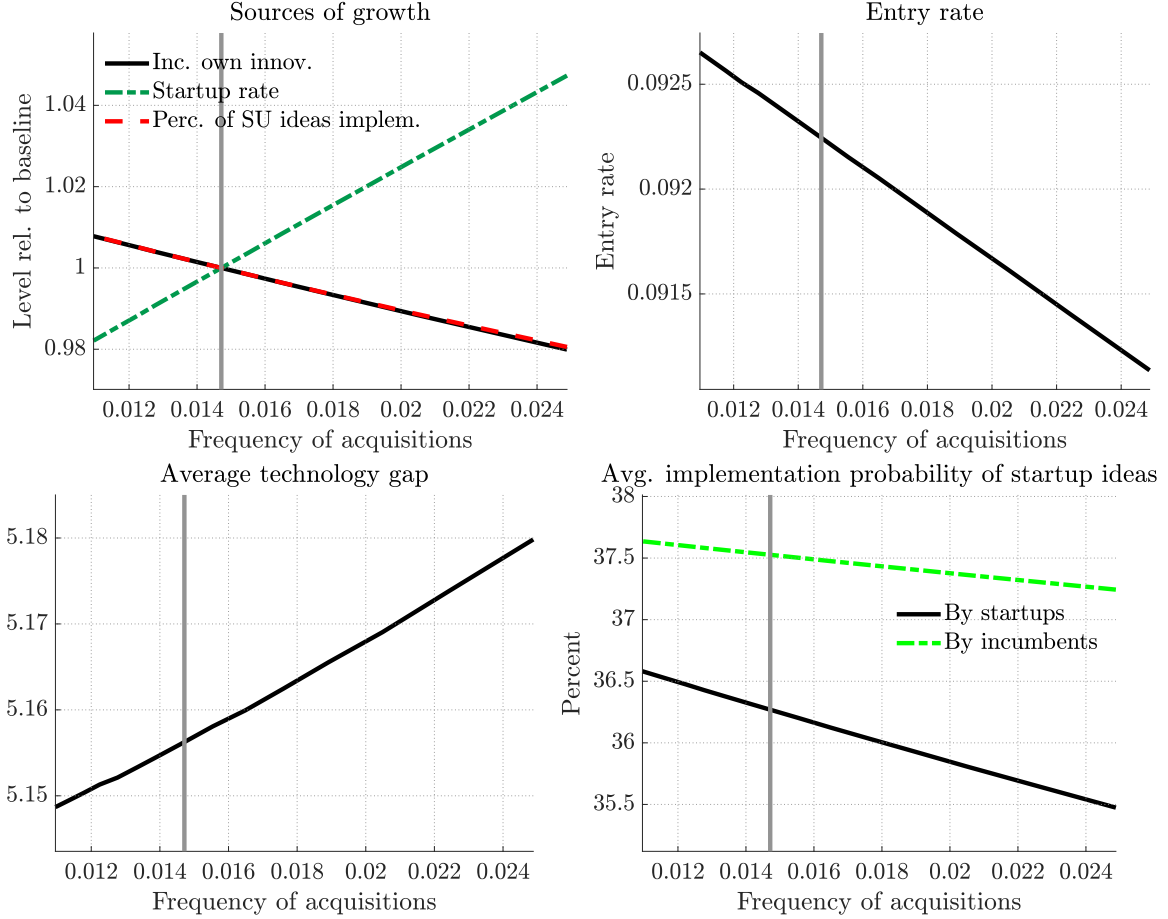 Sources of growth
Inc. own innov.
Startup rate
Perc. of SU ideas implem.
Level rel. to baseline
1.04
1.02
1
0.98
0.012 0.014 0.016 0.018 0.02 0.022 0.024
Frequency of acquisitions
Entry rate
Entry rate
0.0925
0.092
0.0915
0.012 0.014 0.016 0.018 0.02 0.022 0.024
Frequency of acquisitions
Average technology gap
5.18
5.17
5.16
5.15
0.012 0.014 0.016 0.018 0.02 0.022 0.024
Frequency of acquisitions
Avg. implementation probability of startup ideas
Percent
38
37.5
37
36.5
36
35.5
By startups
By incumbents
0.012 0.014 0.016 0.018 0.02 0.022 0.024
Frequency of acquisitions